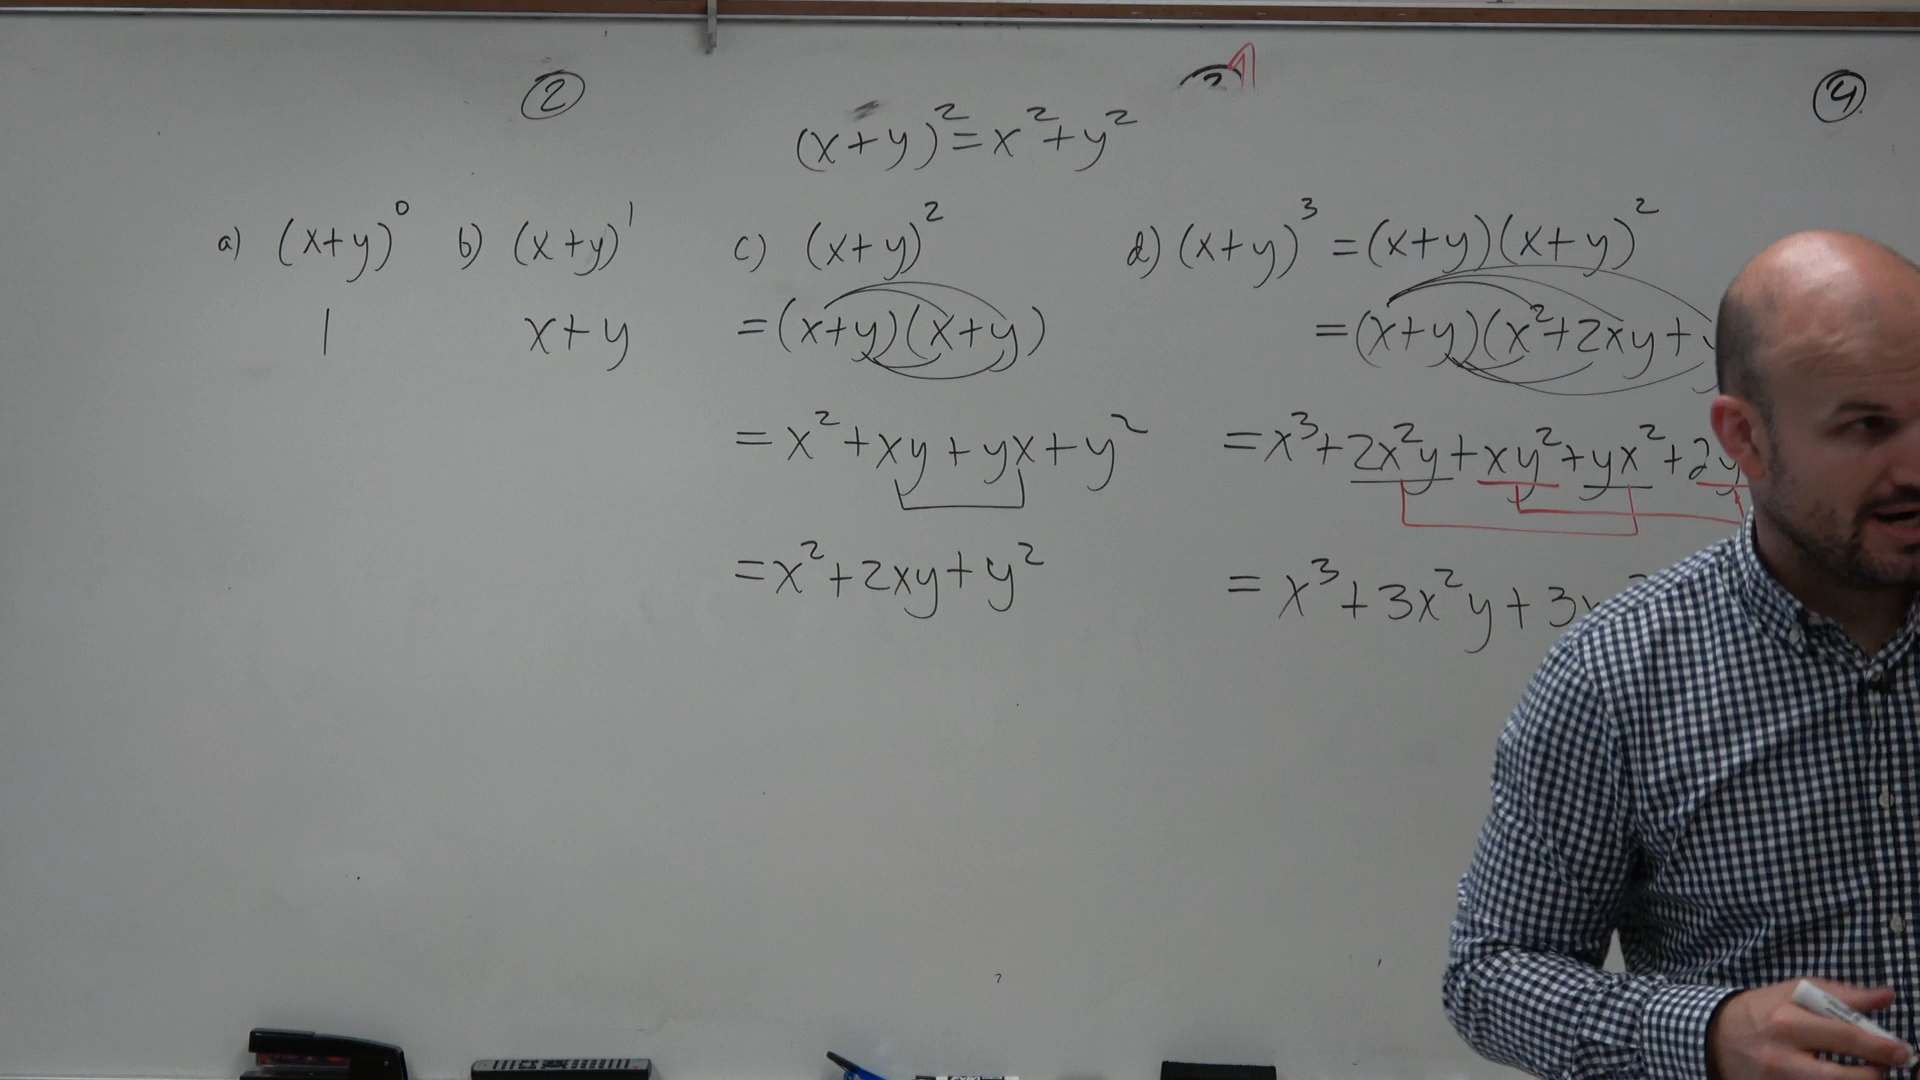 ②
④
(x+y)²=x²+y²
a) (x+y)⁰ b) (x+y)¹ c) (x+y)² d) (x+y)³ =(x+y)(x+y)²
1 x+y =(x+y)(x+y) =(x+y)(x²+2xy+
=x²+xy+yx+y² =x³+2x²y+xy²+yx²+2y
=x²+2xy+y² =x³+3x²y+3